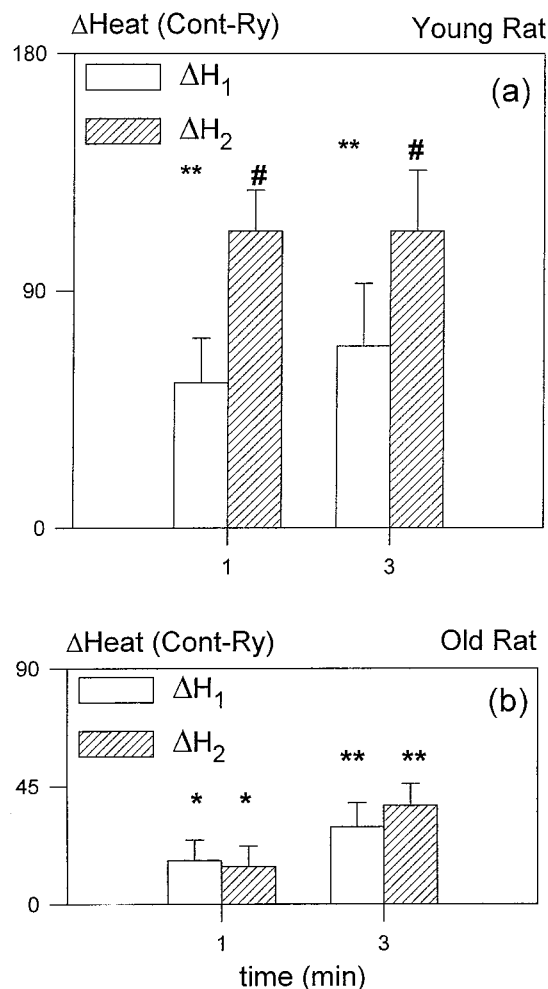 ΔHeat (Cont-Ry) Young Rat
180
ΔH₁ (a)
ΔH₂
** # ** #
90
0
1 3
ΔHeat (Cont-Ry) Old Rat
90
ΔH₁ (b)
ΔH₂
** **
45
* *
0
1 3
time (min)